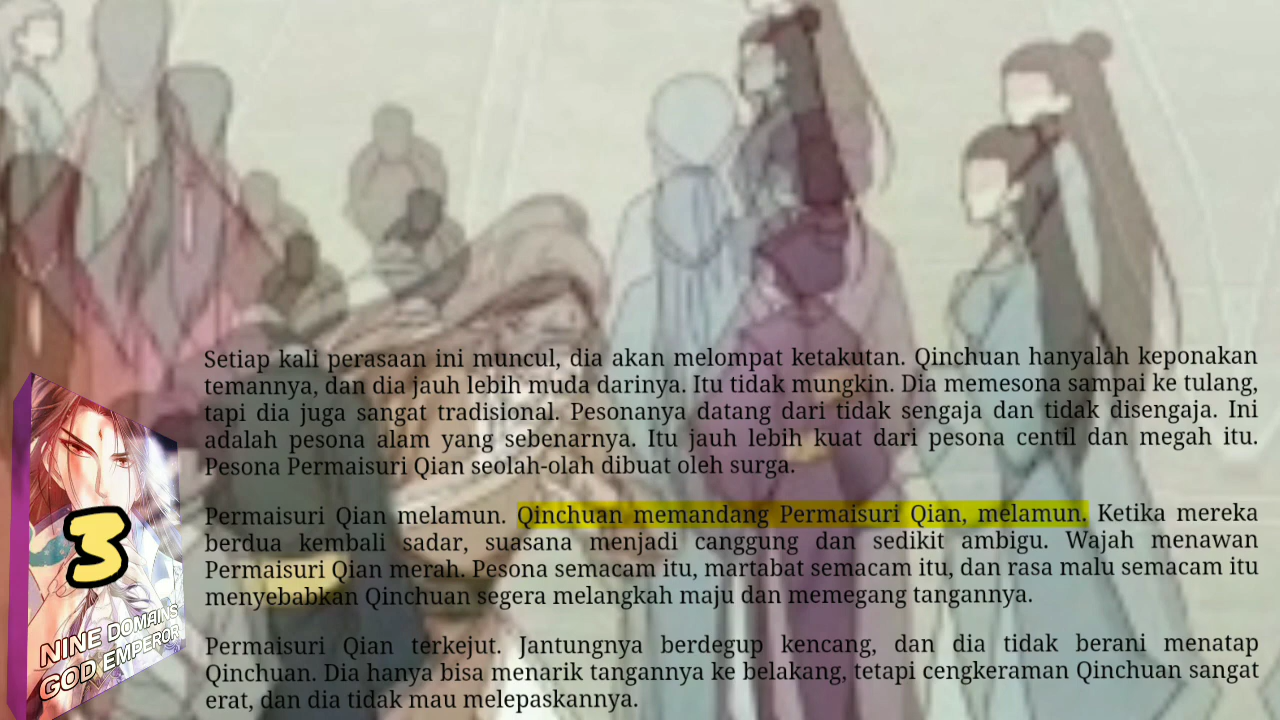 Setiap kali perasaan ini muncul, dia akan melompat ketakutan. Qinchuan hanyalah keponakan
temannya, dan dia jauh lebih muda darinya. Itu tidak mungkin. Dia memesona sampai ke tulang,
tapi dia juga sangat tradisional. Pesonanya datang dari tidak sengaja dan tidak disengaja. Ini
adalah pesona alam yang sebenarnya. Itu jauh lebih kuat dari pesona centil dan megah itu.
Pesona Permaisuri Qian seolah-olah dibuat oleh surga.
Permaisuri Qian melamun. Qinchuan memandang Permaisuri Qian, melamun. Ketika mereka
berdua kembali sadar, suasana menjadi canggung dan sedikit ambigu. Wajah menawan
Permaisuri Qian merah. Pesona semacam itu, martabat semacam itu, dan rasa malu semacam itu
menyebabkan Qinchuan segera melangkah maju dan memegang tangannya.
Permaisuri Qian terkejut. Jantungnya berdegup kencang, dan dia tidak berani menatap
Qinchuan. Dia hanya bisa menarik tangannya ke belakang, tetapi cengkeraman Qinchuan sangat
erat, dan dia tidak mau melepaskannya.
3
NINE DOMAINS
GOD EMPEROR